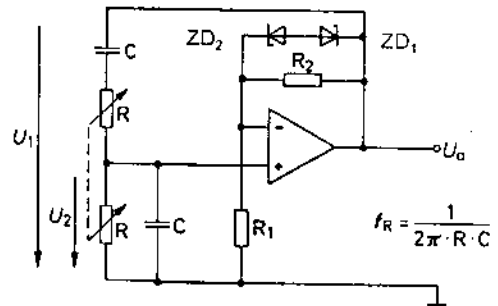 ZD₂
ZD₁
C
R₂
R
U₁
-
+
Uₐ
U₂
R
C
R₁
f_R = 1 / (2π · R · C)